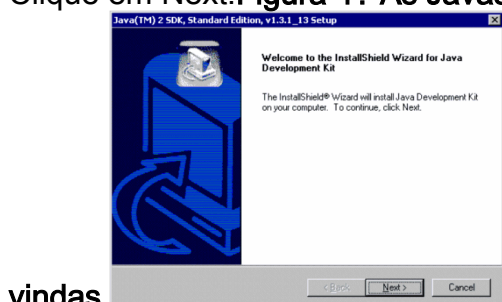 Clique em Next.Figura 1: As Javas
Java(TM) 2 SDK, Standard Edition, v1.3.1_13 Setup
Welcome to the InstallShield Wizard for Java
Development Kit
The InstallShield® Wizard will install Java Development Kit
on your computer. To continue, click Next.
< Back
Next >
Cancel
vindas